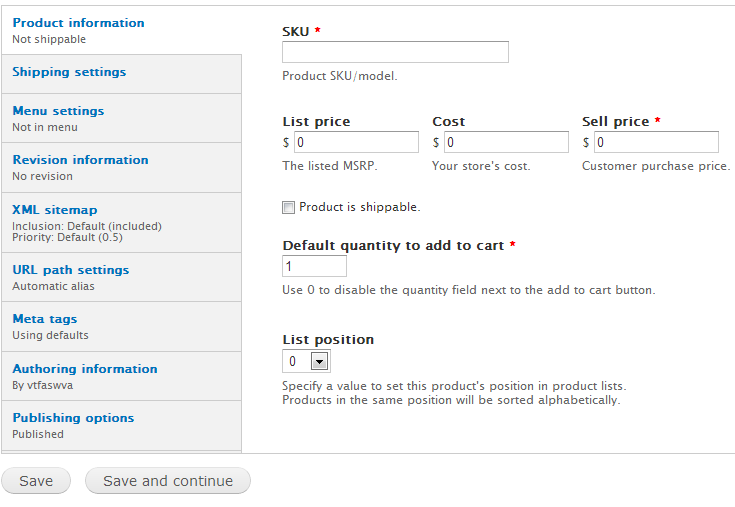 Product information
Not shippable
Shipping settings
Menu settings
Not in menu
Revision information
No revision
XML sitemap
Inclusion: Default (included)
Priority: Default (0.5)
URL path settings
Automatic alias
Meta tags
Using defaults
Authoring information
By vtfaswva
Publishing options
Published
SKU *
Product SKU/model.
List price Cost Sell price *
$ 0 $ 0 $ 0
The listed MSRP. Your store's cost. Customer purchase price.
Product is shippable.
Default quantity to add to cart *
1
Use 0 to disable the quantity field next to the add to cart button.
List position
0
Specify a value to set this product's position in product lists.
Products in the same position will be sorted alphabetically.
Save Save and continue